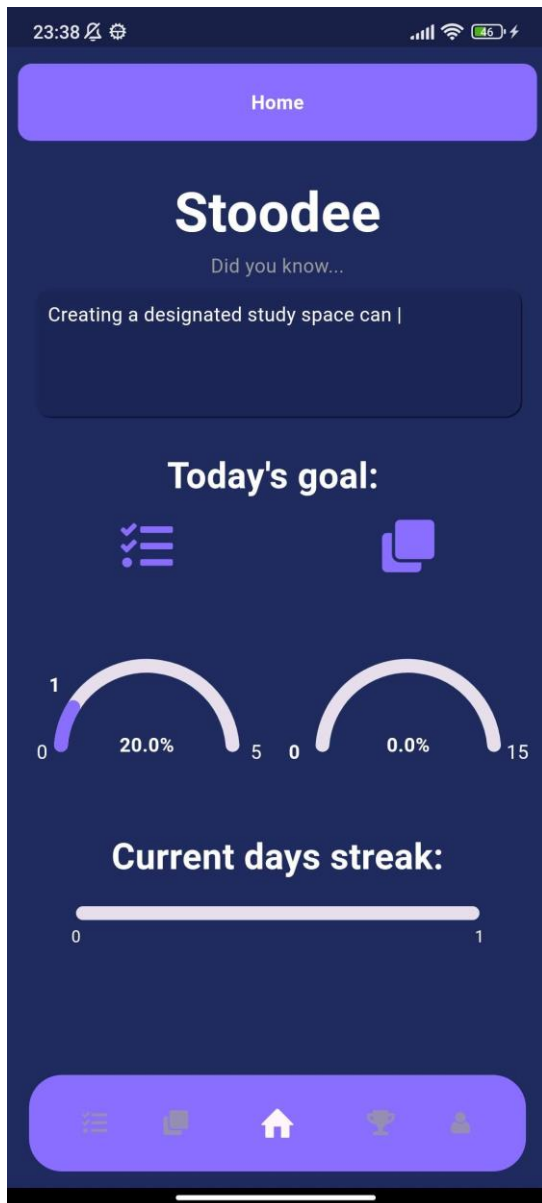 23:38
46
Home
Stoodee
Did you know...
Creating a designated study space can |
Today's goal:
1
0 20.0% 5
0 0.0% 15
Current days streak:
0 1